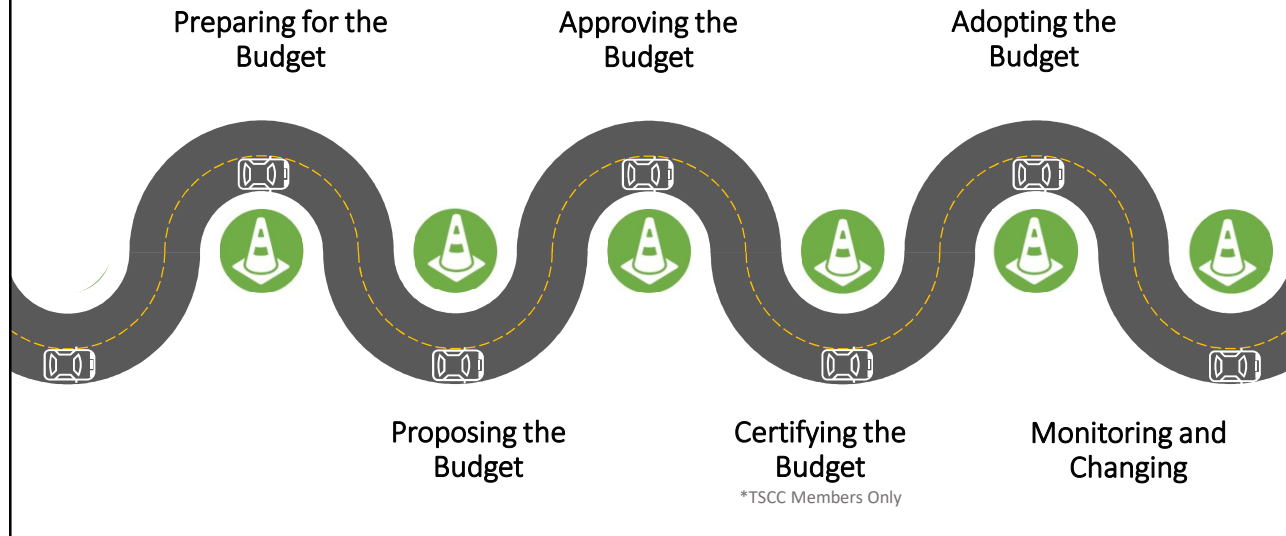 Preparing for the
Budget
Approving the
Budget
Adopting the
Budget
Proposing the
Budget
Certifying the
Budget
*TSCC Members Only
Monitoring and
Changing